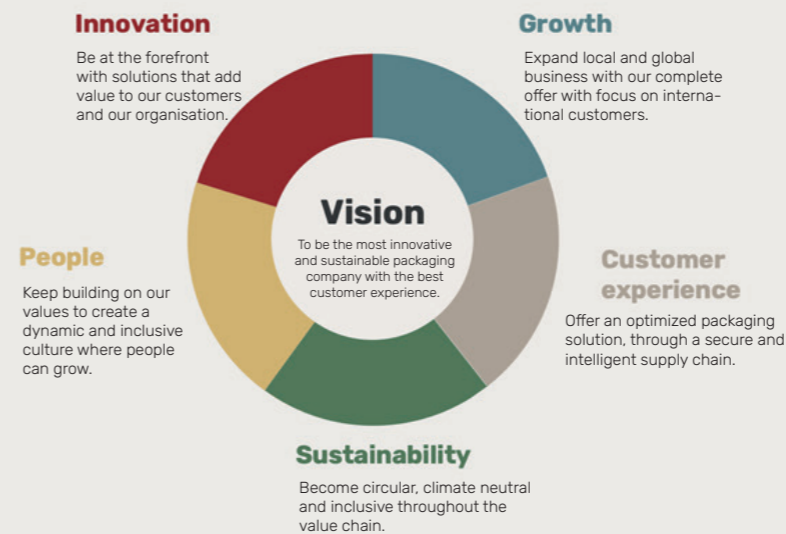 Innovation
Be at the forefront
with solutions that add
value to our customers
and our organisation.
Growth
Expand local and global
business with our complete
offer with focus on interna-
tional customers.
Vision
To be the most innovative
and sustainable packaging
company with the best
customer experience.
People
Keep building on our
values to create a
dynamic and inclusive
culture where people
can grow.
Customer
experience
Offer an optimized packaging
solution, through a secure and
intelligent supply chain.
Sustainability
Become circular, climate neutral
and inclusive throughout the
value chain.